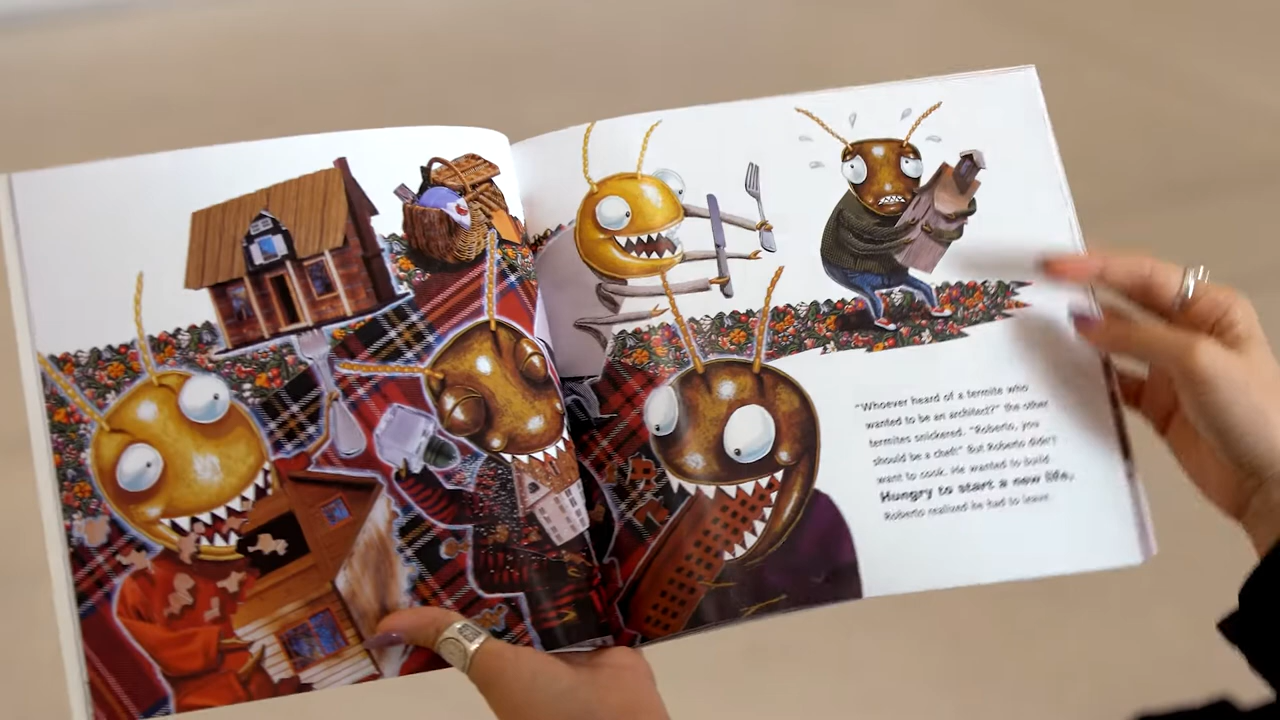 "Whoever heard of a termite who
wanted to be an architect?" the other
termites snickered. "Roberto, you
should be a chef!" But Roberto didn't
want to cook. He wanted to build.
Hungry to start a new life,
Roberto realized he had to leave.